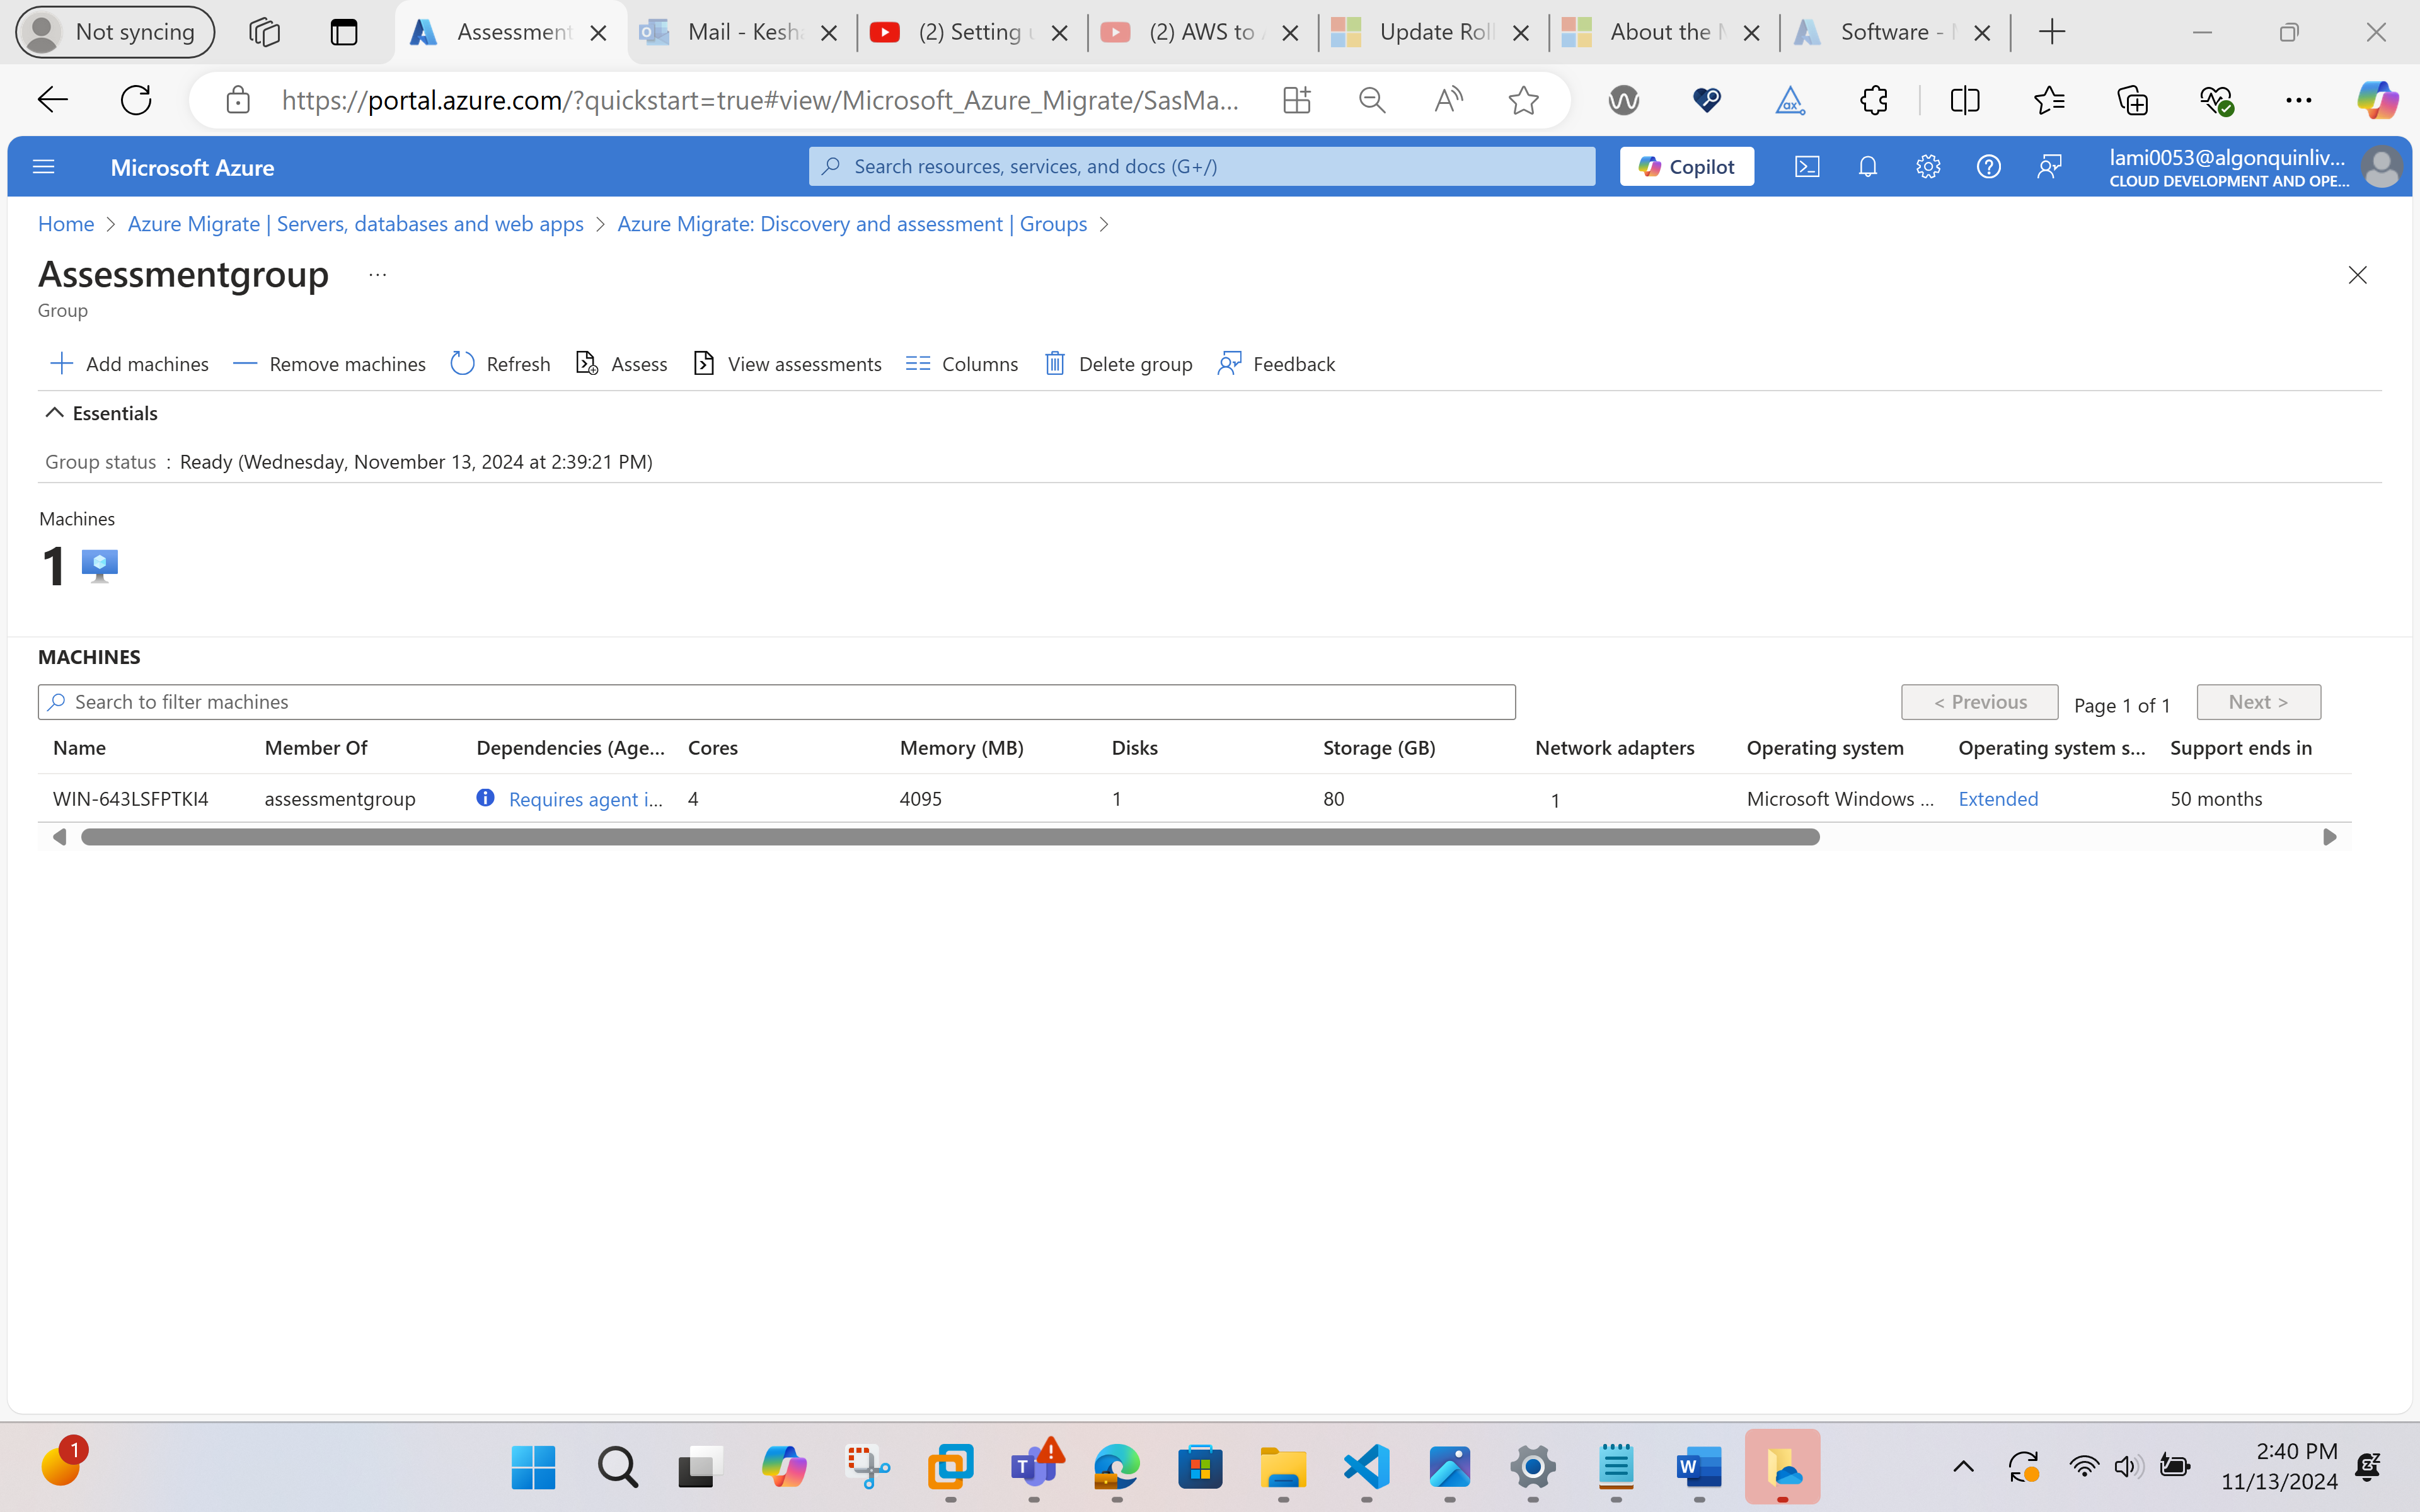 Not syncing
Assessment
Mail - Kesha
(2) Setting u
(2) AWS to A
Update Roll
About the M
Software - M
https://portal.azure.com/?quickstart=true#view/Microsoft_Azure_Migrate/SasMa...
Microsoft Azure
Search resources, services, and docs (G+/)
Copilot
lami0053@algonquinliv...
CLOUD DEVELOPMENT AND OPE...
Home > Azure Migrate | Servers, databases and web apps > Azure Migrate: Discovery and assessment | Groups >
Assessmentgroup ...
Group
Add machines Remove machines Refresh Assess View assessments Columns Delete group Feedback
Essentials
Group status : Ready (Wednesday, November 13, 2024 at 2:39:21 PM)
Machines
1
MACHINES
Search to filter machines
< Previous Page 1 of 1 Next >
Name Member Of Dependencies (Age... Cores Memory (MB) Disks Storage (GB) Network adapters Operating system Operating system s... Support ends in
WIN-643LSFPTKI4 assessmentgroup Requires agent i... 4 4095 1 80 1 Microsoft Windows ... Extended 50 months
1
2:40 PM
11/13/2024